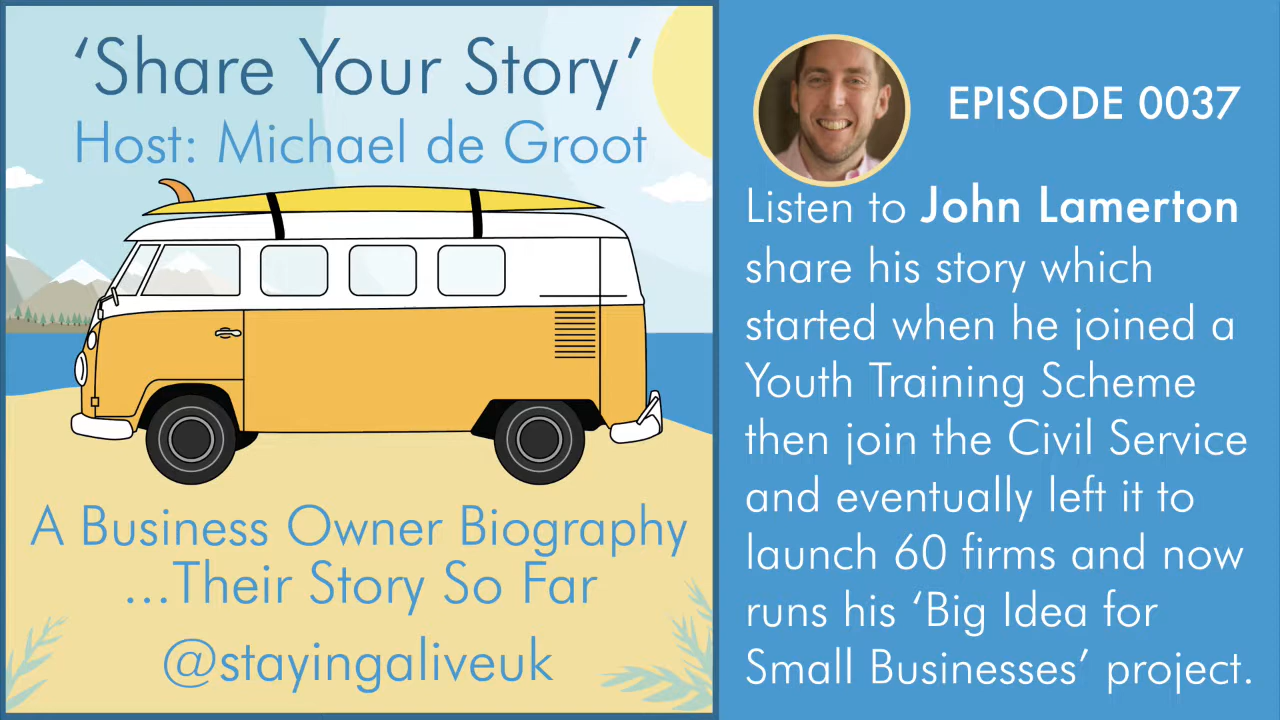 ‘Share Your Story’
Host: Michael de Groot
A Business Owner Biography
...Their Story So Far
@stayingaliveuk
EPISODE 0037
Listen to John Lamerton
share his story which
started when he joined a
Youth Training Scheme
then join the Civil Service
and eventually left it to
launch 60 firms and now
runs his ‘Big Idea for
Small Businesses’ project.